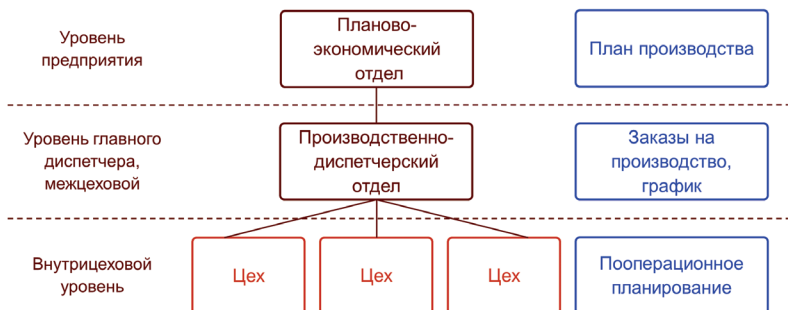 Уровень
предприятия
Планово-
экономический
отдел
План производства
Уровень главного
диспетчера,
межцеховой
Производственно-
диспетчерский
отдел
Заказы на
производство,
график
Внутрицеховой
уровень
Цех
Цех
Цех
Пооперационное
планирование